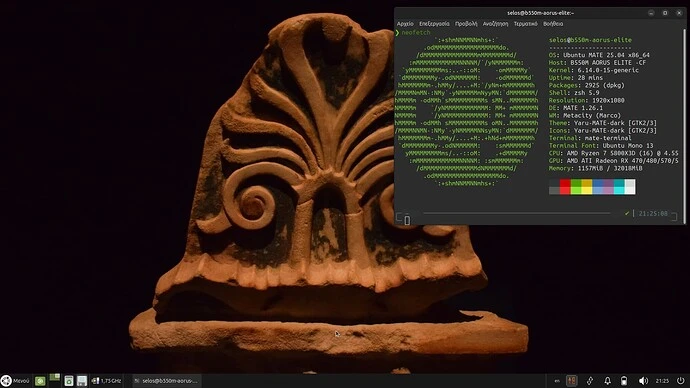 selos@b550m-aorus-elite:~
Αρχείο Επεξεργασία Προβολή Αναζήτηση Τερματικό Βοήθεια
❯ neofetch
selos@b550m-aorus-elite
-----------------------
OS: Ubuntu MATE 25.04 x86_64
Host: B550M AORUS ELITE -CF
Kernel: 6.14.0-15-generic
Uptime: 28 mins
Packages: 2925 (dpkg)
Shell: zsh 5.9
Resolution: 1920x1080
DE: MATE 1.26.1
WM: Metacity (Marco)
Theme: Yaru-MATE-dark [GTK2/3]
Icons: Yaru-MATE-dark [GTK2/3]
Terminal: mate-terminal
Terminal Font: Ubuntu Mono 13
CPU: AMD Ryzen 7 5800X3D (16) @ 4.55
GPU: AMD ATI Radeon RX 470/480/570/5
Memory: 1157MiB / 32018MiB
✔ 21:25:08
Μενού 1,75 GHz selos@b550m-aorus-... en 21:25